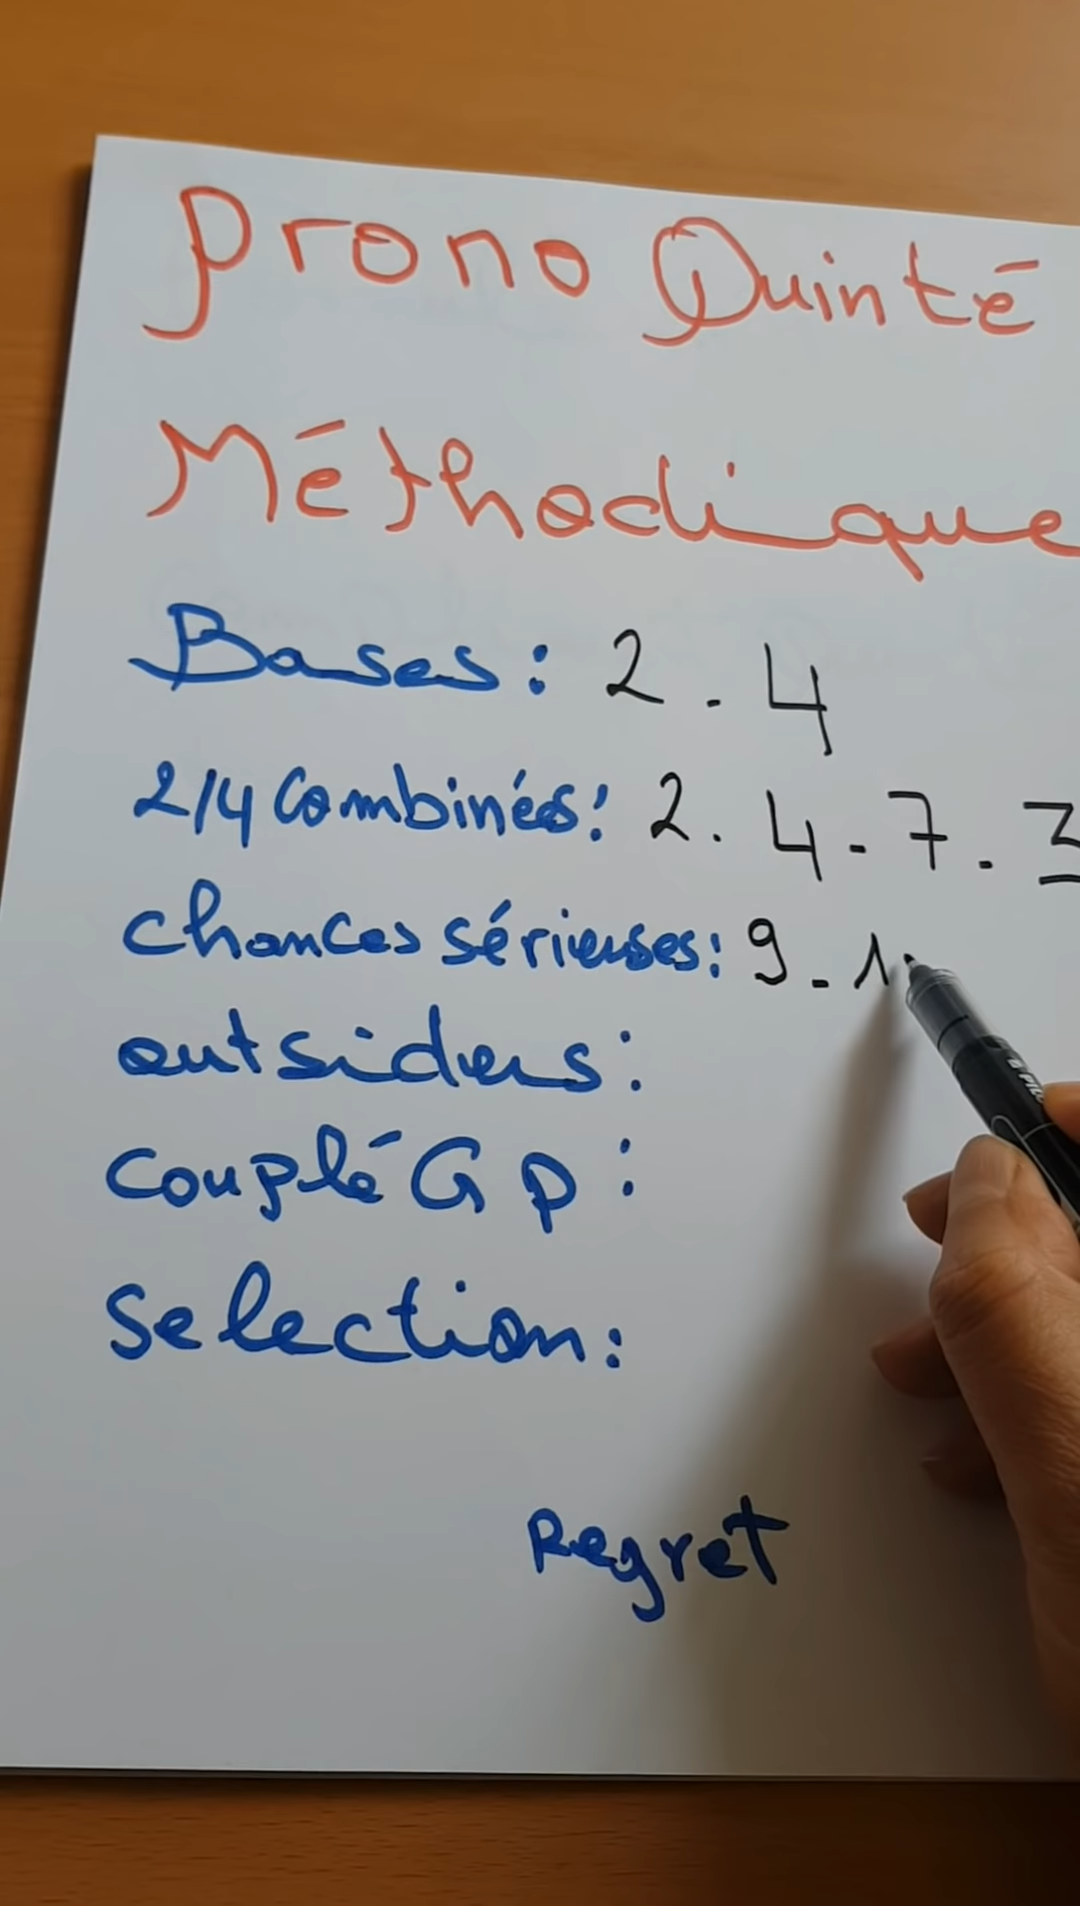 Prono Quinté
Méthodique
Bases: 2 - 4
2/4 Combinées: 2. 4 - 7 - 3
Chances sérieuses: 9 - 1
outsiders:
Couplé G P:
Selection:
Regret